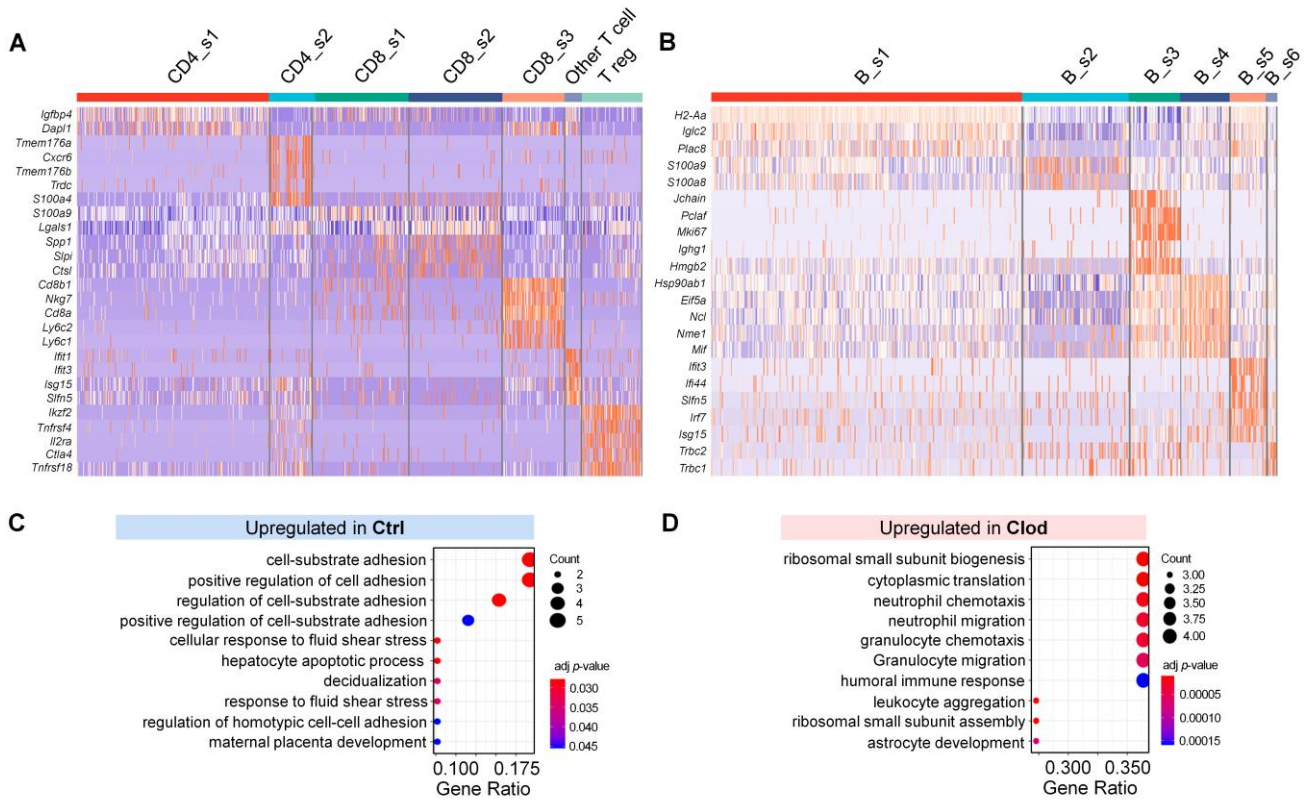 A
CD4_s1
CD4_s2
CD8_s1
CD8_s2
CD8_s3
Other T cell
T reg
Igfbp4
Dapl1
Tmem176a
Cxcr6
Tmem176b
Trdc
S100a4
S100a9
Lgals1
Spp1
Slpi
Ctsl
Cd8b1
Nkg7
Cd8a
Ly6c2
Ly6c1
Ifit1
Ifit3
Isg15
Slfn5
Ikzf2
Tnfrsf4
Il2ra
Ctla4
Tnfrsf18
B
B_s1
B_s2
B_s3
B_s4
B_s5
B_s6
H2-Aa
Iglc2
Plac8
S100a9
S100a8
Jchain
Pclaf
Mki67
Ighg1
Hmgb2
Hsp90ab1
Eif5a
Ncl
Nme1
Mif
Ifit3
Ifi44
Slfn5
Irf7
Isg15
Trbc2
Trbc1
C
Upregulated in Ctrl
cell-substrate adhesion
positive regulation of cell adhesion
regulation of cell-substrate adhesion
positive regulation of cell-substrate adhesion
cellular response to fluid shear stress
hepatocyte apoptotic process
decidualization
response to fluid shear stress
regulation of homotypic cell-cell adhesion
maternal placenta development
0.100 0.175
Gene Ratio
Count
2
3
4
5
adj p-value
0.030
0.035
0.040
0.045
D
Upregulated in Clod
ribosomal small subunit biogenesis
cytoplasmic translation
neutrophil chemotaxis
neutrophil migration
granulocyte chemotaxis
Granulocyte migration
humoral immune response
leukocyte aggregation
ribosomal small subunit assembly
astrocyte development
0.300 0.350
Gene Ratio
Count
3.00
3.25
3.50
3.75
4.00
adj p-value
0.00005
0.00010
0.00015